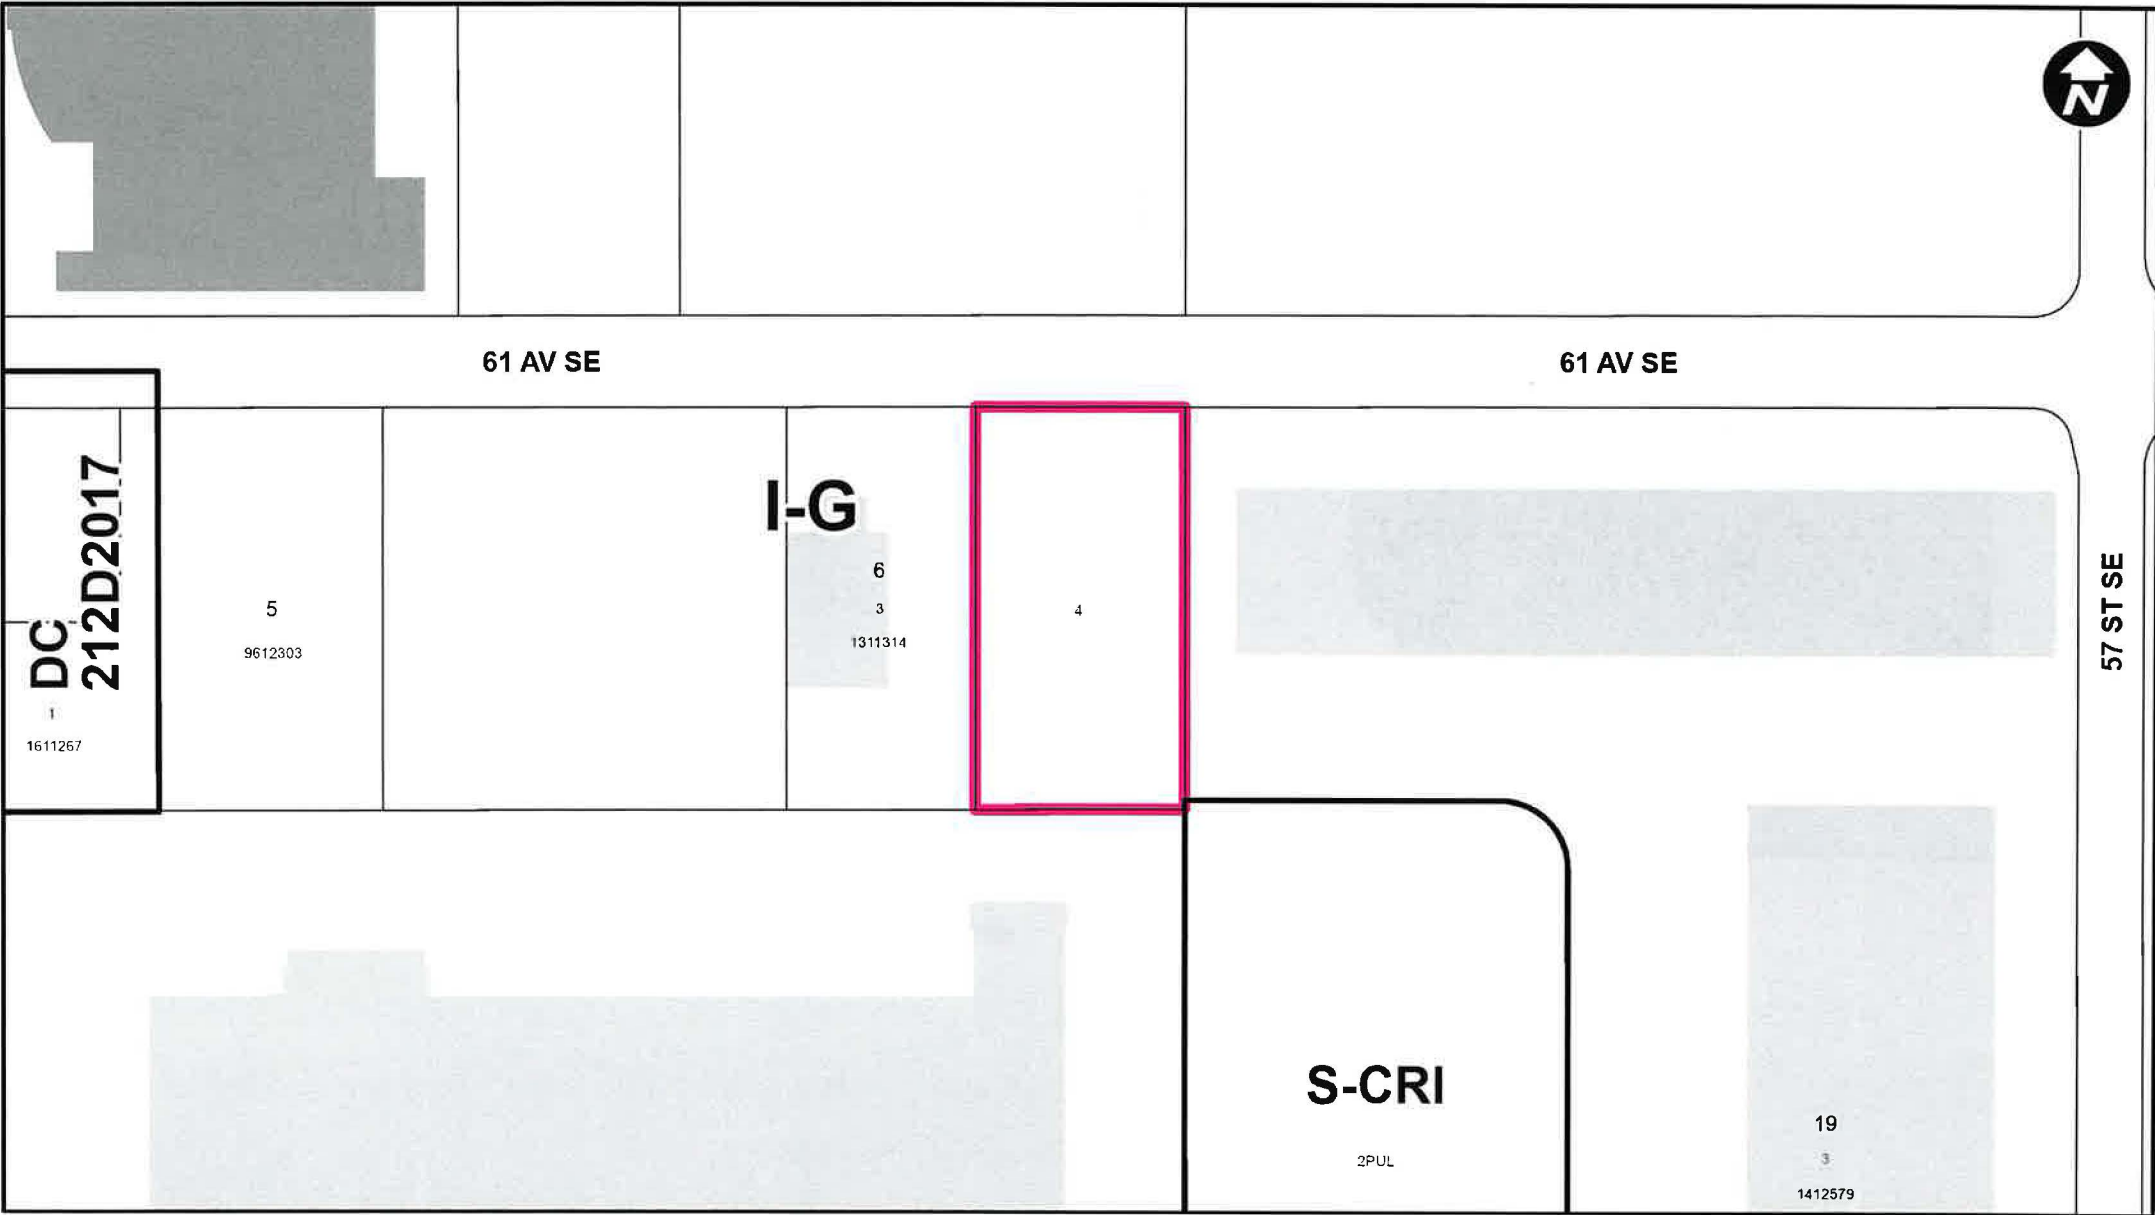 N
61 AV SE
61 AV SE
I-G
6
3
1311314
4
5
9612303
DC
212D2017
1
1611267
57 ST SE
S-CRI
2PUL
19
3
1412579